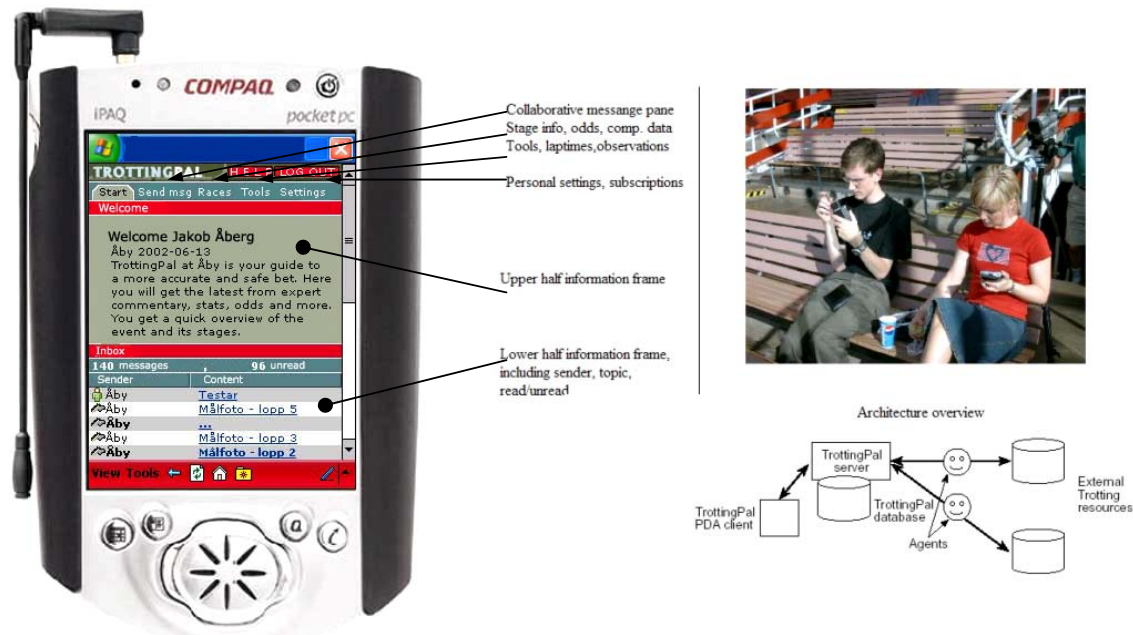 COMPAQ
iPAQ
pocket pc
TROTTINGPAL HELP LOG OUT
Start Send msg Races Tools Settings
Welcome
Welcome Jakob Åberg
Åby 2002-06-13
TrottingPal at Åby is your guide to
a more accurate and safe bet. Here
you will get the latest from expert
commentary, stats, odds and more.
You get a quick overview of the
event and its stages.
Inbox
140 messages , 96 unread
Sender Content
Åby Testar
Åby Målfoto - lopp 5
Åby ...
Åby Målfoto - lopp 3
Åby Målfoto - lopp 2
View Tools
Collaborative messange pane
Stage info, odds, comp. data
Tools, laptimes,observations
Personal settings, subscriptions
Upper half information frame
Lower half information frame,
including sender, topic,
read/unread
Architecture overview
TrottingPal
server
TrottingPal
PDA client
TrottingPal
database
Agents
External
Trotting
resources